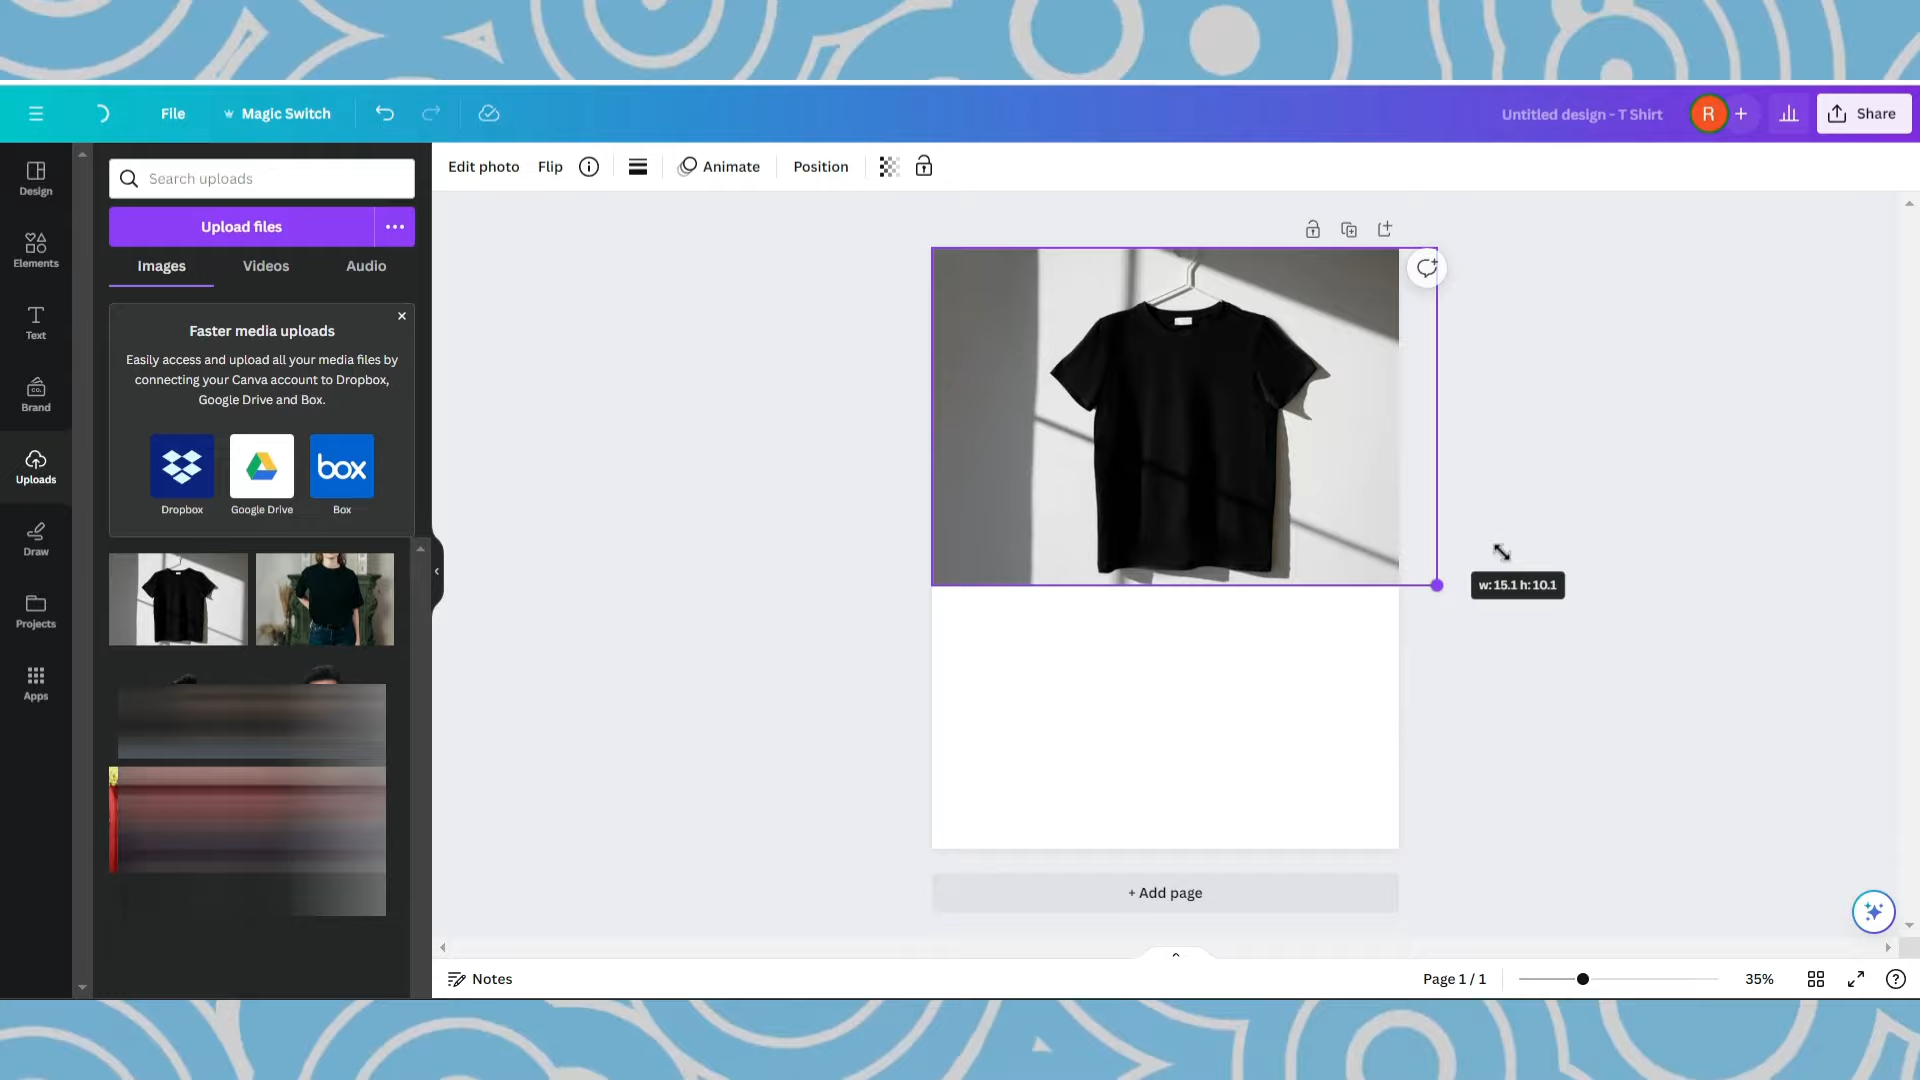 File
Magic Switch
Untitled design - T Shirt
R
+
Share
Design
Elements
Text
Brand
CO.
Uploads
Draw
Projects
Apps
Search uploads
Upload files
Images
Videos
Audio
Faster media uploads
Easily access and upload all your media files by
connecting your Canva account to Dropbox,
Google Drive and Box.
box
Dropbox
Google Drive
Box
Edit photo
Flip
Animate
Position
w: 15.1 h: 10.1
+ Add page
Notes
Page 1 / 1
35%